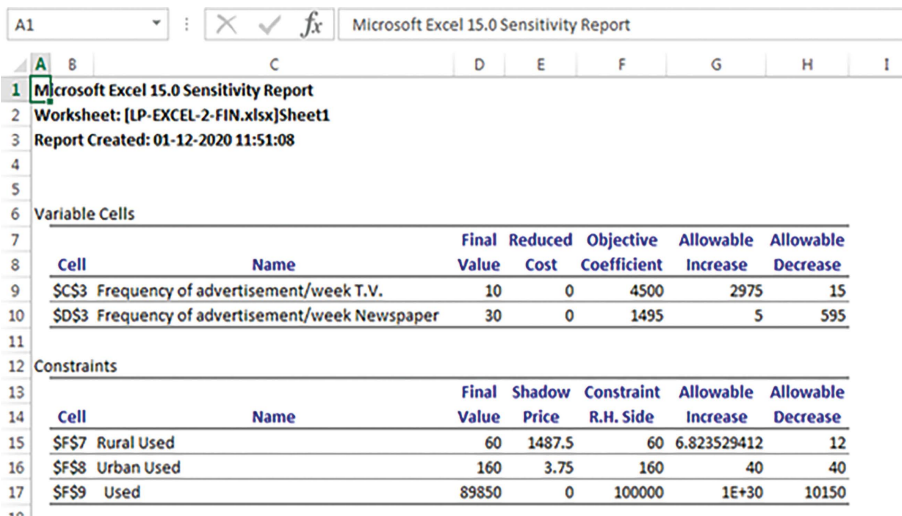 A1 fx Microsoft Excel 15.0 Sensitivity Report
A B C D E F G H I
1 Microsoft Excel 15.0 Sensitivity Report
2 Worksheet: [LP-EXCEL-2-FIN.xlsx]Sheet1
3 Report Created: 01-12-2020 11:51:08
4
5
6 Variable Cells
7 Final Reduced Objective Allowable Allowable
8 Cell Name Value Cost Coefficient Increase Decrease
9 $C$3 Frequency of advertisement/week T.V. 10 0 4500 2975 15
10 $D$3 Frequency of advertisement/week Newspaper 30 0 1495 5 595
11
12 Constraints
13 Final Shadow Constraint Allowable Allowable
14 Cell Name Value Price R.H. Side Increase Decrease
15 $F$7 Rural Used 60 1487.5 60 6.823529412 12
16 $F$8 Urban Used 160 3.75 160 40 40
17 $F$9 Used 89850 0 100000 1E+30 10150